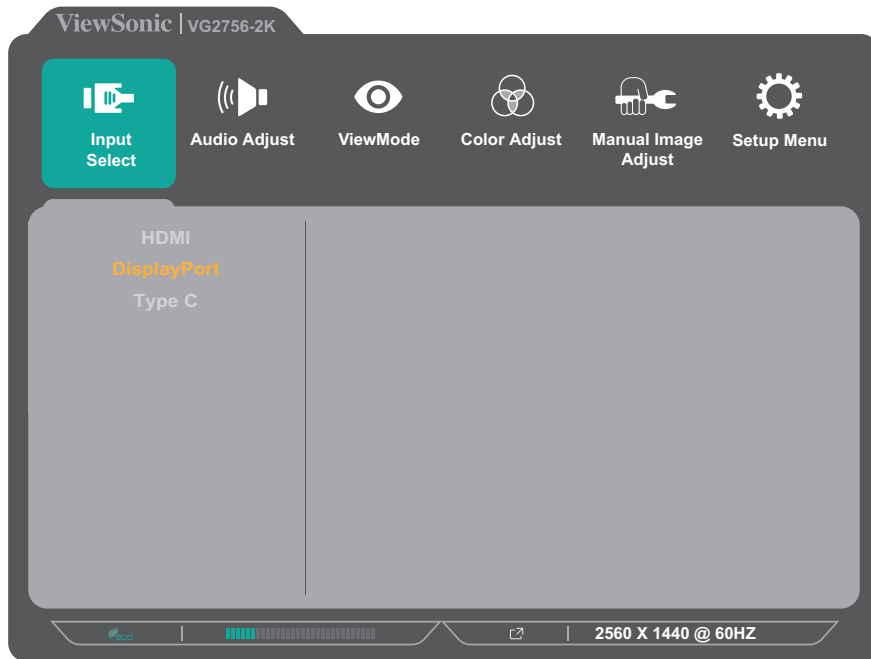 ViewSonic | VG2756-2K
Input
Select
Audio Adjust
ViewMode
Color Adjust
Manual Image
Adjust
Setup Menu
HDMI
DisplayPort
Type C
eco
2560 X 1440 @ 60HZ